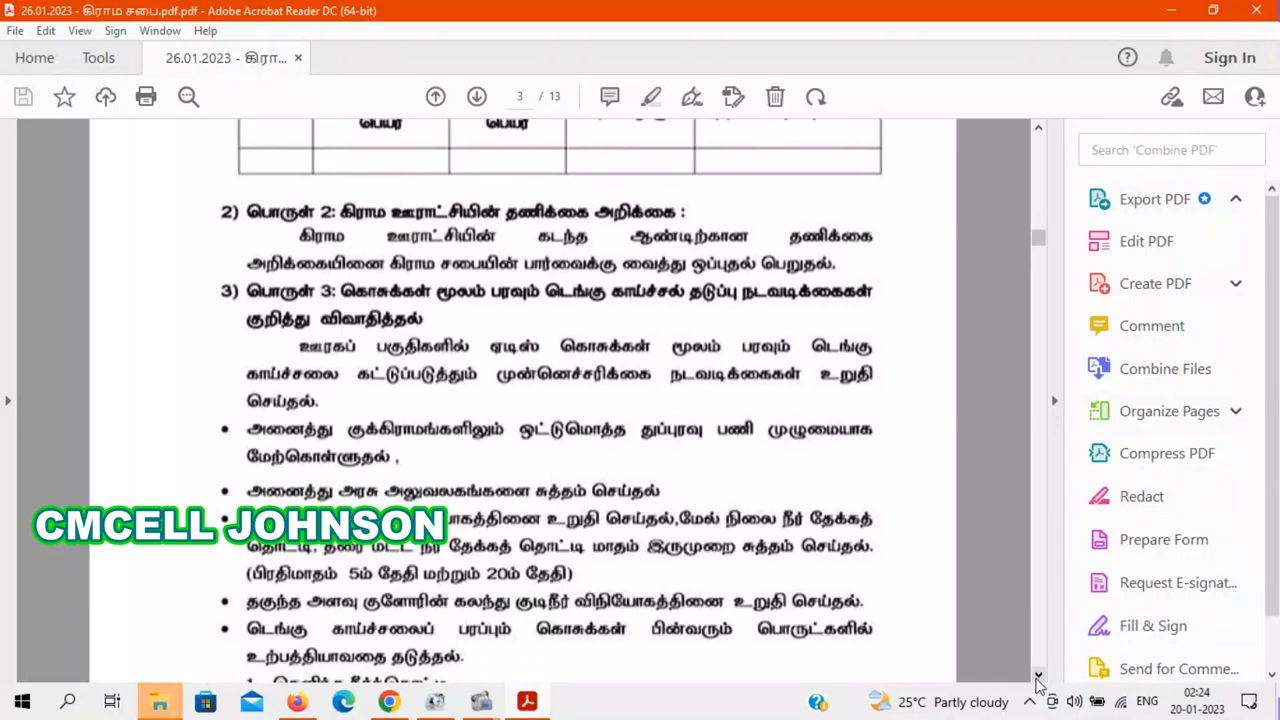 26.01.2023 - கிராம சபை.pdf.pdf - Adobe Acrobat Reader DC (64-bit)
File Edit View Sign Window Help
Home Tools 26.01.2023 - கிரா... × Sign In
3 / 13
பெயர் பெயர்
Search 'Combine PDF'
Export PDF
Edit PDF
Create PDF
Comment
Combine Files
Organize Pages
Compress PDF
Redact
Prepare Form
Request E-signat...
Fill & Sign
Send for Comme...
2) பொருள் 2: கிராம ஊராட்சியின் தணிக்கை அறிக்கை :
கிராம ஊராட்சியின் கடந்த ஆண்டிற்கான தணிக்கை
அறிக்கையினை கிராம சபையின் பார்வைக்கு வைத்து ஒப்புதல் பெறுதல்.
3) பொருள் 3: கொசுக்கள் மூலம் பரவும் டெங்கு காய்ச்சல் தடுப்பு நடவடிக்கைகள்
குறித்து விவாதித்தல்
ஊரகப் பகுதிகளில் ஏடிஸ் கொசுக்கள் மூலம் பரவும் டெங்கு
காய்ச்சலை கட்டுப்படுத்தும் முன்னெச்சரிக்கை நடவடிக்கைகள் உறுதி
செய்தல்.
• அனைத்து குக்கிராமங்களிலும் ஒட்டுமொத்த துப்புரவு பணி முழுமையாக
மேற்கொள்ளுதல் ,
• அனைத்து அரசு அலுவலகங்களை சுத்தம் செய்தல்
CMCELL JOHNSON
உறுதி செய்தல்,மேல் நிலை நீர் தேக்கத்
தொட்டி, தரை மட்ட நீர் தேக்கத் தொட்டி மாதம் இருமுறை சுத்தம் செய்தல்.
(பிரதிமாதம் 5ம் தேதி மற்றும் 20ம் தேதி)
• தகுந்த அளவு குளோரின் கலந்து குடிநீர் விநியோகத்தினை உறுதி செய்தல்.
• டெங்கு காய்ச்சலைப் பரப்பும் கொசுக்கள் பின்வரும் பொருட்களில்
உற்பத்தியாவதை தடுத்தல்.
25°C Partly cloudy ENG 02:24
20-01-2023